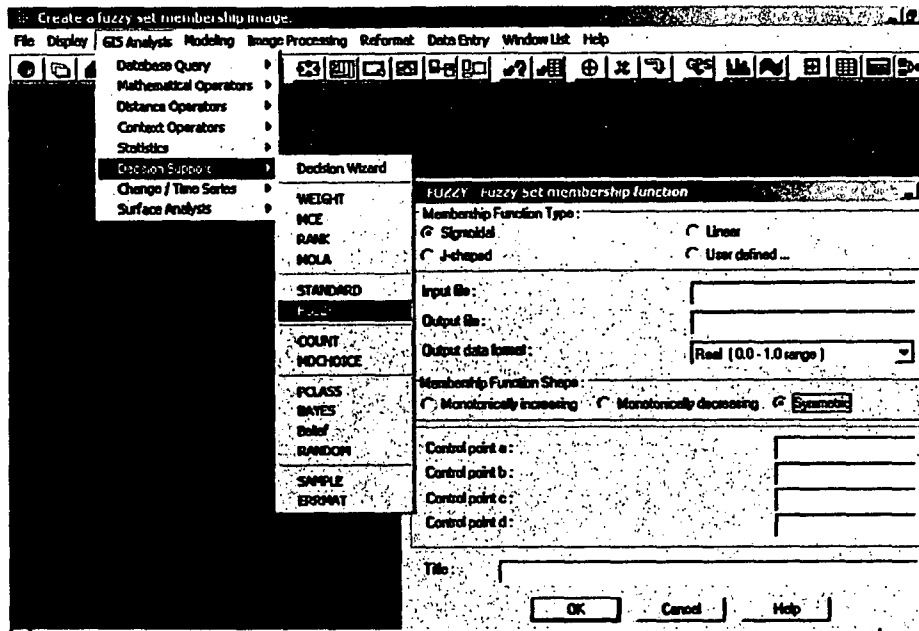 Create a fuzzy set membership image.
File Display GIS Analysis Modeling Image Processing Reformat Data Entry Window List Help
GPS
Database Query
Mathematical Operators
Distance Operators
Context Operators
Statistics
Decision Support
Change / Time Series
Surface Analysis
Decision Wizard
WEIGHT
MCE
RANK
MOLA
STANDARD
FUZZY
COUNT
MDCHOICE
PCLASS
BAYES
Belief
RANDOM
SAMPLE
ERRMAT
FUZZY - Fuzzy Set membership function
Membership Function Type :
Sigmoidal
Linear
J-shaped
User defined ...
Input file :
Output file :
Output data format :
Real ( 0.0 - 1.0 range )
Membership Function Shape :
Monotonically increasing
Monotonically decreasing
Symmetric
Control point a :
Control point b :
Control point c :
Control point d :
Title :
OK
Cancel
Help